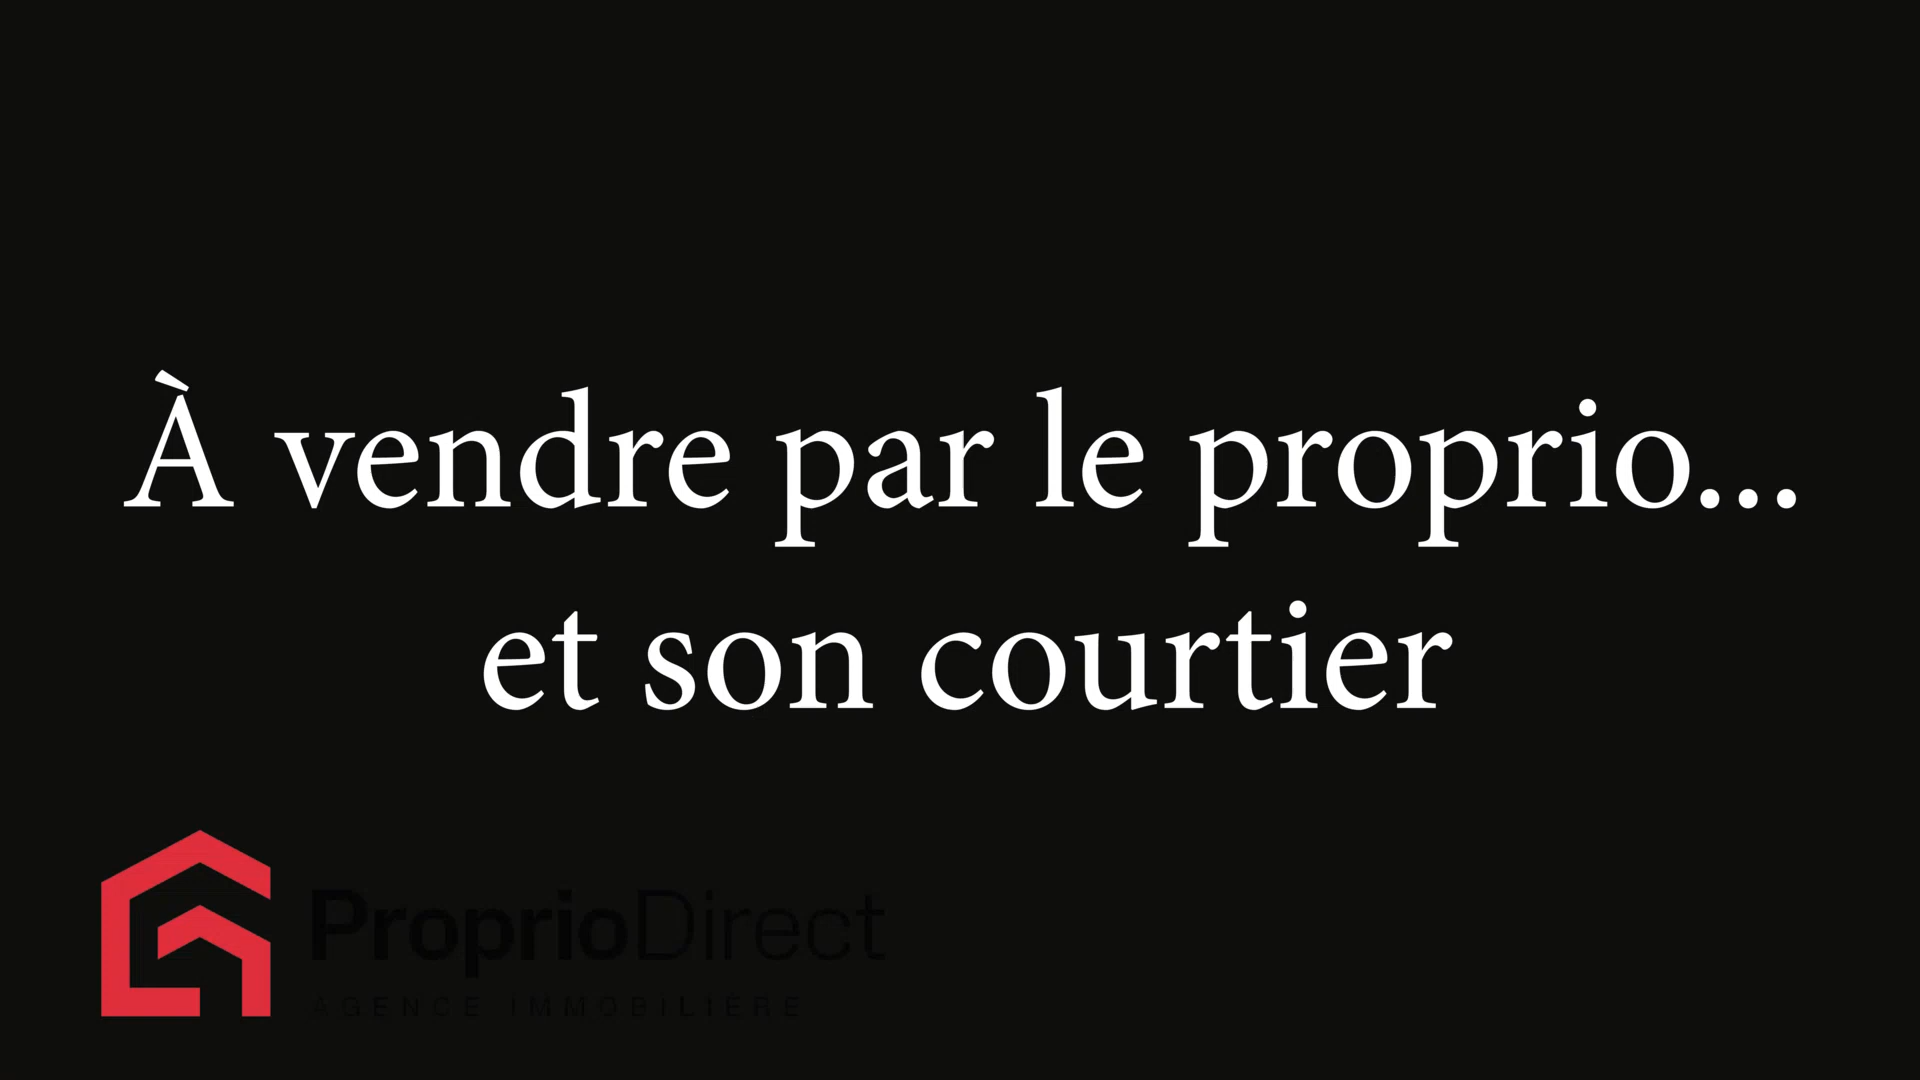 À vendre par le proprio...
et son courtier
ProprioDirect
AGENCE IMMOBILIÈRE